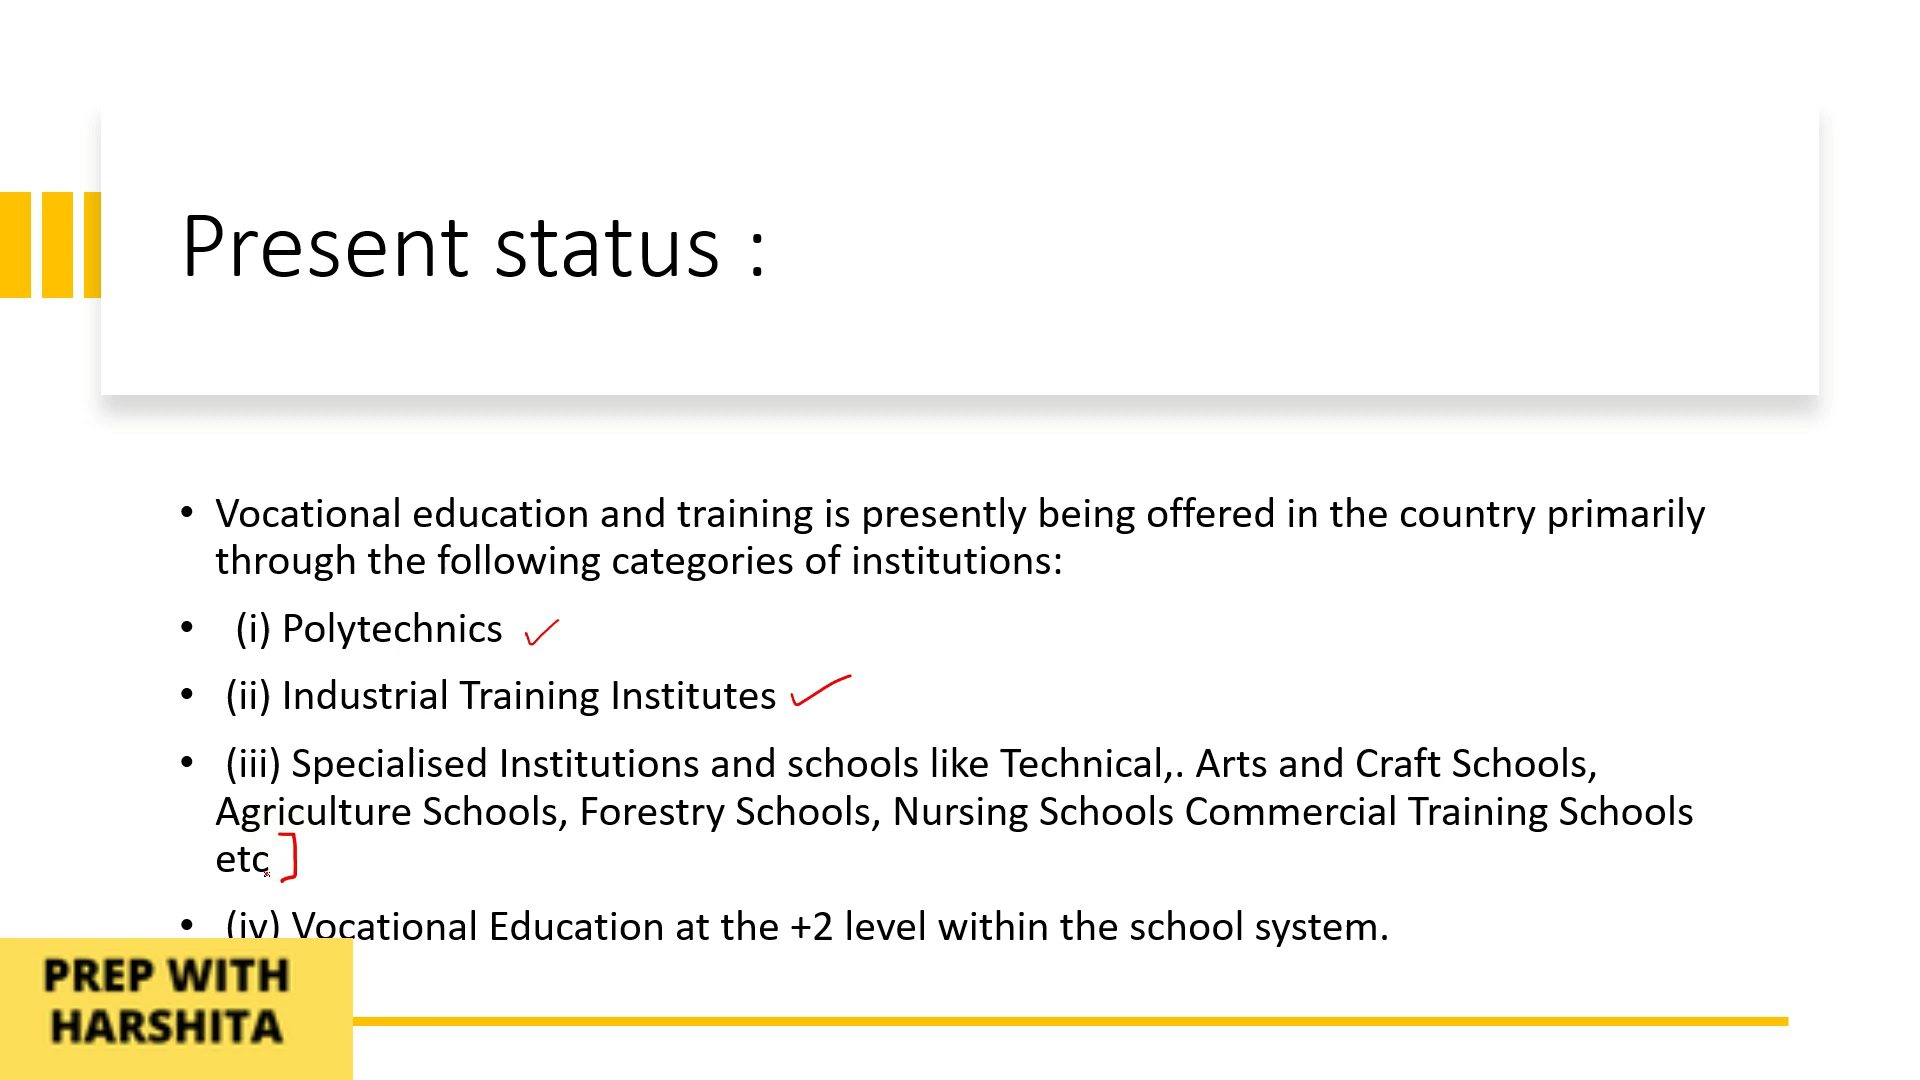 Present status :
• Vocational education and training is presently being offered in the country primarily
through the following categories of institutions:
• (i) Polytechnics
• (ii) Industrial Training Institutes
• (iii) Specialised Institutions and schools like Technical,. Arts and Craft Schools,
Agriculture Schools, Forestry Schools, Nursing Schools Commercial Training Schools
etc
• (iv) Vocational Education at the +2 level within the school system.
PREP WITH
HARSHITA